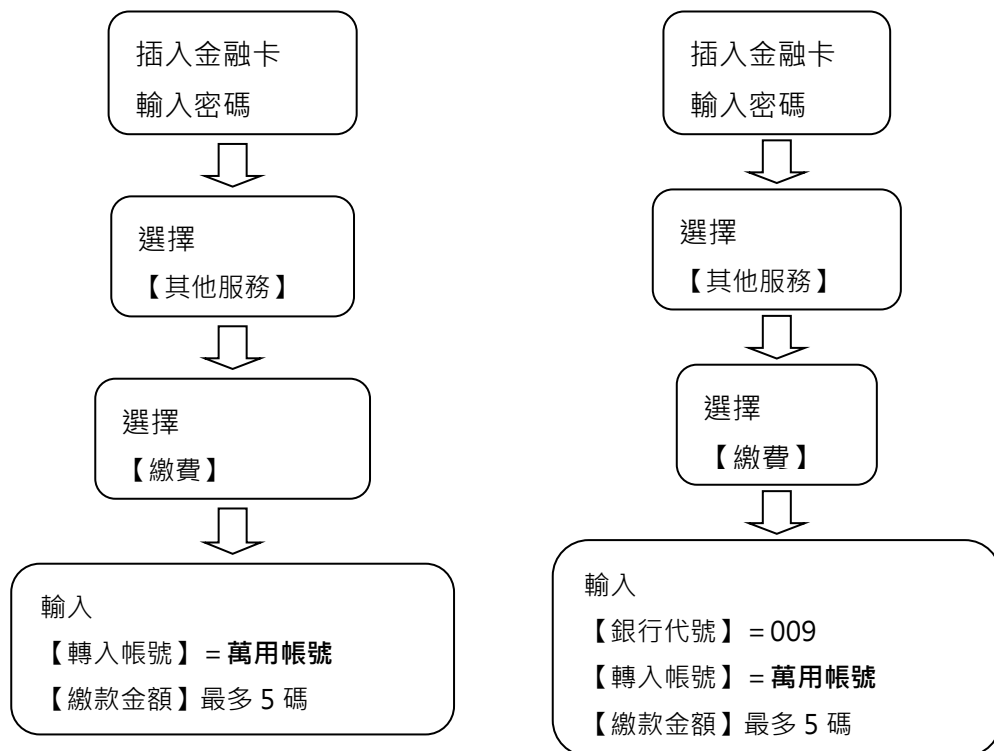 插入金融卡
輸入密碼
選擇
【其他服務】
選擇
【繳費】
輸入
【轉入帳號】=萬用帳號
【繳款金額】最多 5 碼
插入金融卡
輸入密碼
選擇
【其他服務】
選擇
【繳費】
輸入
【銀行代號】=009
【轉入帳號】=萬用帳號
【繳款金額】最多 5 碼